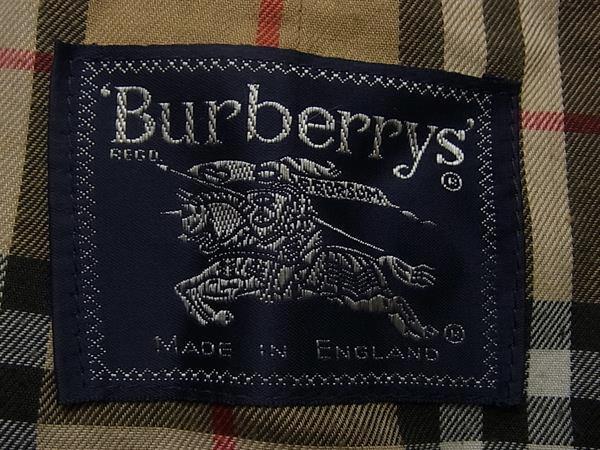 'Burberrys'
REGD ©
®
MADE IN ENGLAND